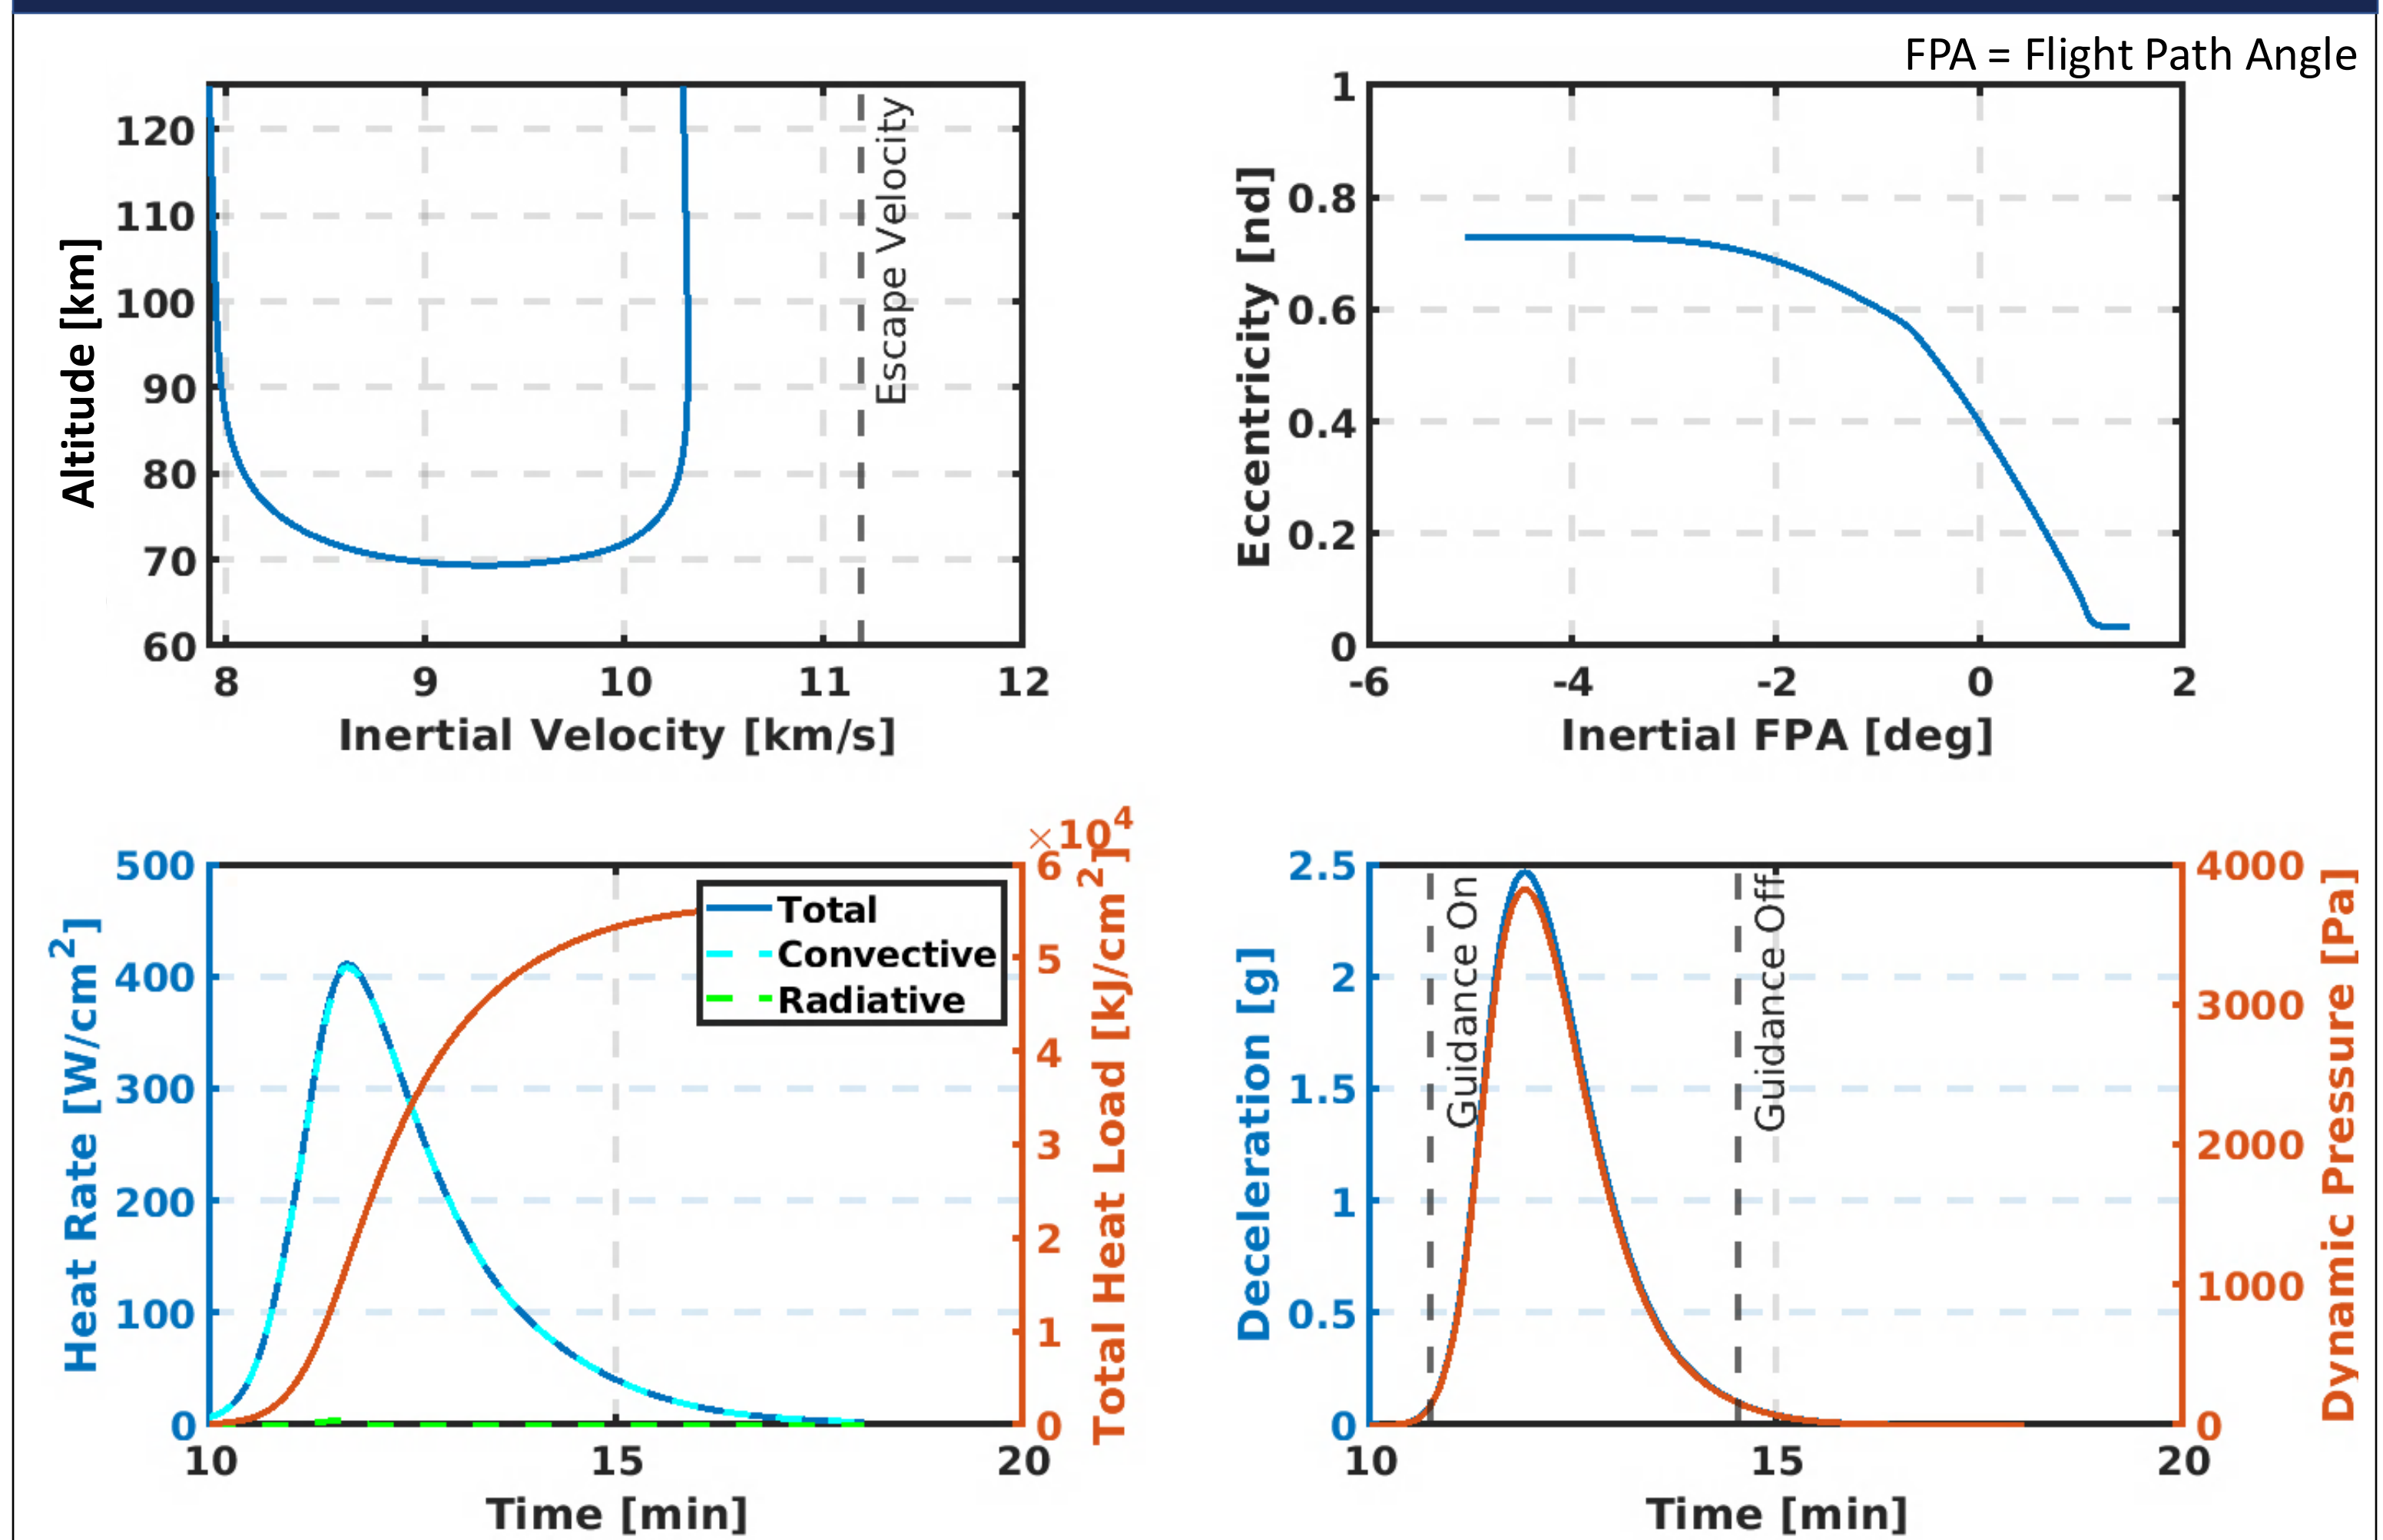 FPA = Flight Path Angle
120
110
100
90
80
70
60
Altitude [km]
Escape Velocity
8 9 10 11 12
Inertial Velocity [km/s]
1
0.8
0.6
0.4
0.2
0
Eccentricity [nd]
-6 -4 -2 0 2
Inertial FPA [deg]
500
400
300
200
100
0
Heat Rate [W/cm²]
Total
Convective
Radiative
×10⁴
6
5
4
3
2
1
0
Total Heat Load [kJ/cm²]
10 15 20
Time [min]
2.5
2
1.5
1
0.5
0
Deceleration [g]
Guidance On
Guidance Off
4000
3000
2000
1000
0
Dynamic Pressure [Pa]
10 15 20
Time [min]